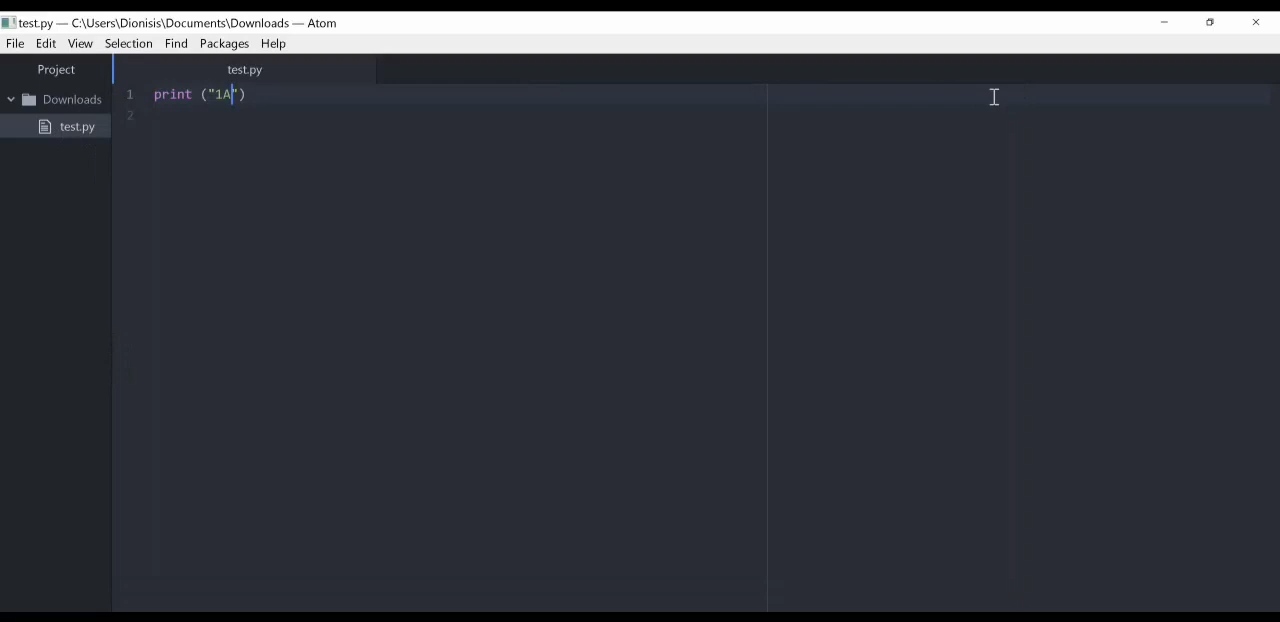 test.py — C:\Users\Dionisis\Documents\Downloads — Atom
File Edit View Selection Find Packages Help
Project
test.py
Downloads
test.py
1 print ("1A")
2